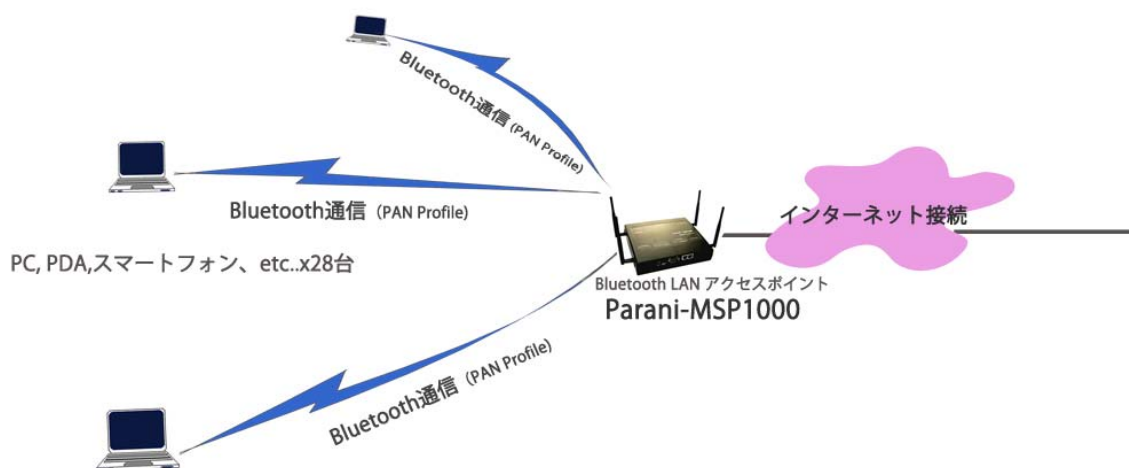 Bluetooth通信 (PAN Profile)
Bluetooth通信 (PAN Profile)
インターネット接続
PC, PDA,スマートフォン、etc..x28台
Bluetooth LAN アクセスポイント
Parani-MSP1000
Bluetooth通信 (PAN Profile)